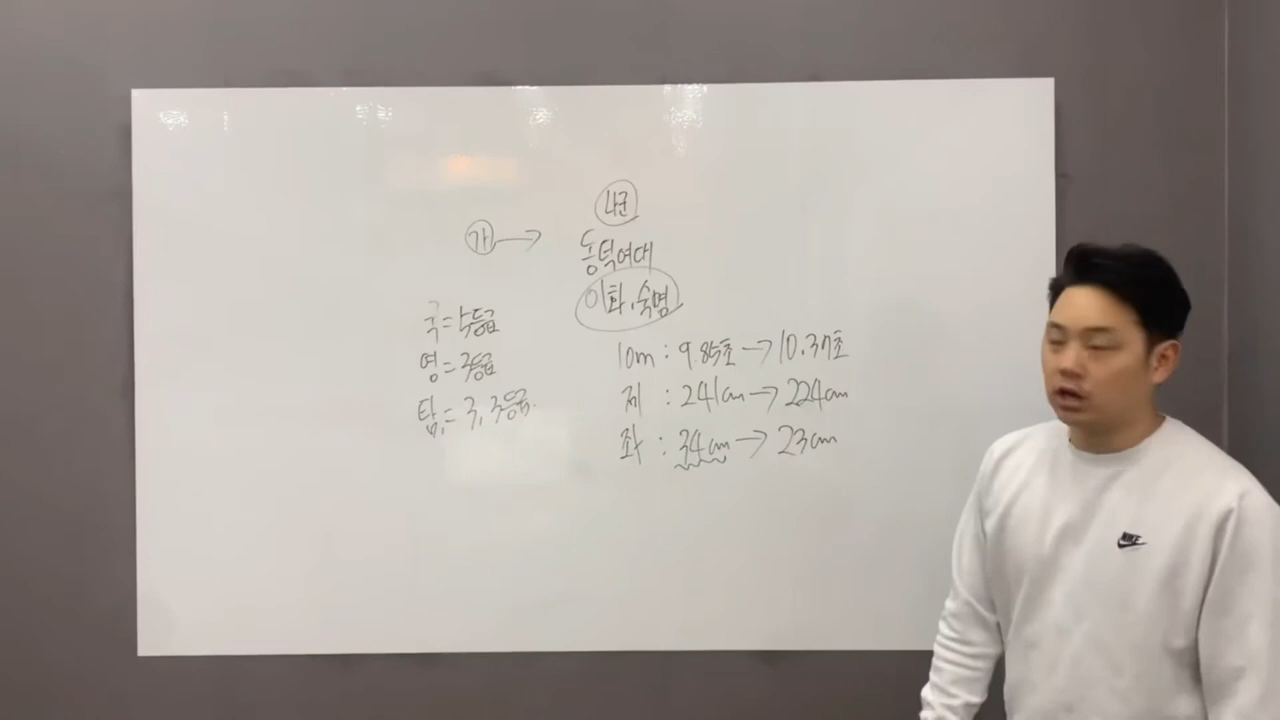 나군
가 →
동덕여대
이화, 숙명
국 = 4등급
영 = 3등급
탐 = 3, 3등급.
10m : 9.85초 → 10.37초
제 : 241cm → 224cm
좌 : 34cm → 23cm
NIKE